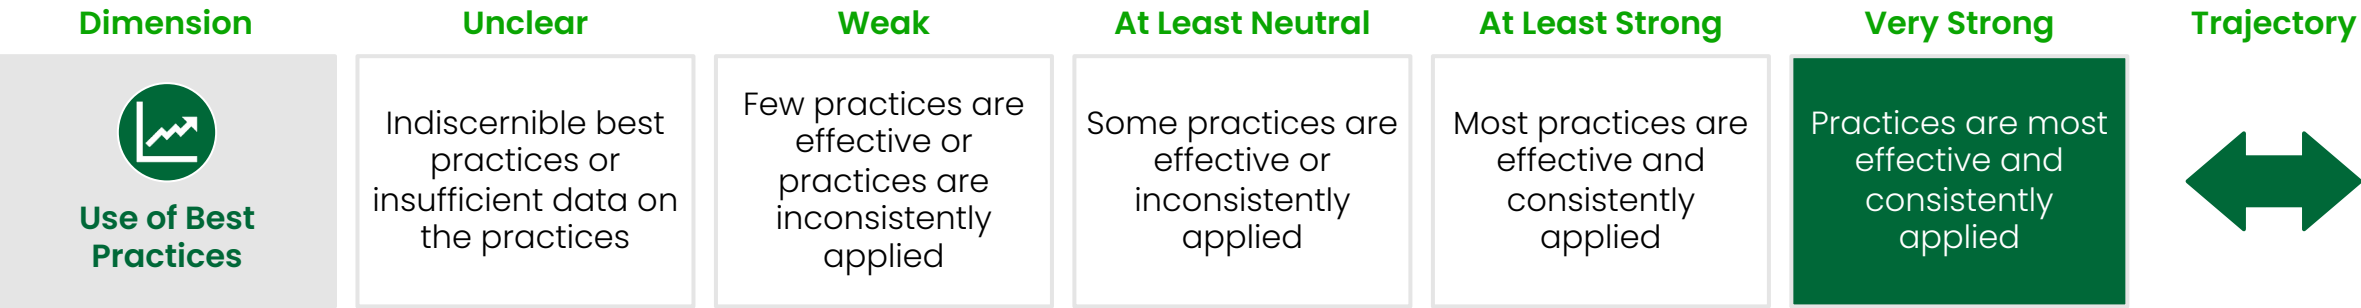 Dimension
Unclear
Weak
At Least Neutral
At Least Strong
Very Strong
Trajectory
Use of Best
Practices
Indiscernible best
practices or
insufficient data on
the practices
Few practices are
effective or
practices are
inconsistently
applied
Some practices are
effective or
inconsistently
applied
Most practices are
effective and
consistently
applied
Practices are most
effective and
consistently
applied